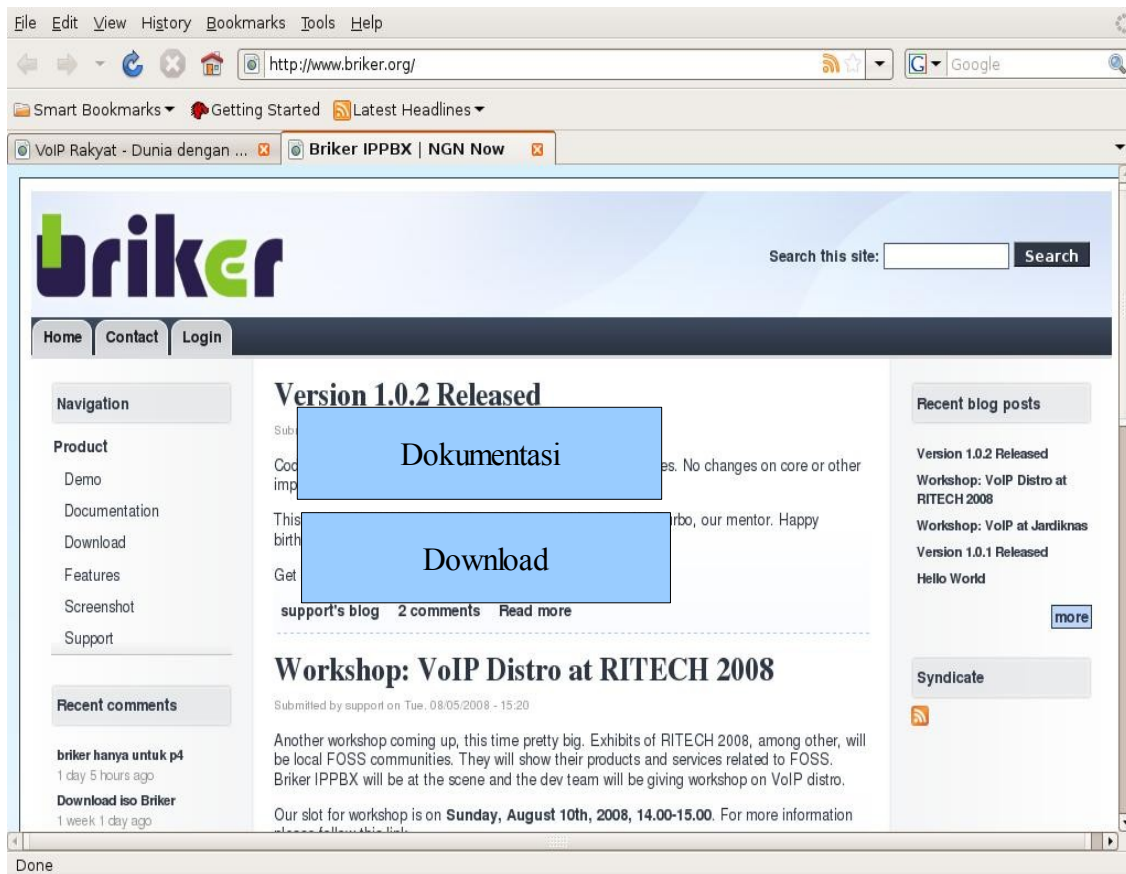 File Edit View History Bookmarks Tools Help
http://www.briker.org/
G Google
Smart Bookmarks Getting Started Latest Headlines
VoIP Rakyat - Dunia dengan ... Briker IPPBX | NGN Now
briker
Search this site: Search
Home Contact Login
Navigation
Product
Demo
Documentation
Download
Features
Screenshot
Support
Recent comments
briker hanya untuk p4
1 day 5 hours ago
Download iso Briker
1 week 1 day ago
Version 1.0.2 Released
No changes on core or other
This our mentor. Happy
Get
Dokumentasi
Download
support's blog 2 comments Read more
Workshop: VoIP Distro at RITECH 2008
Submitted by support on Tue, 08/05/2008 - 15:20
Another workshop coming up, this time pretty big. Exhibits of RITECH 2008, among other, will
be local FOSS communities. They will show their products and services related to FOSS.
Briker IPPBX will be at the scene and the dev team will be giving workshop on VoIP distro.
Our slot for workshop is on Sunday, August 10th, 2008, 14.00-15.00. For more information
Recent blog posts
Version 1.0.2 Released
Workshop: VoIP Distro at
RITECH 2008
Workshop: VoIP at Jardiknas
Version 1.0.1 Released
Hello World
more
Syndicate
Done